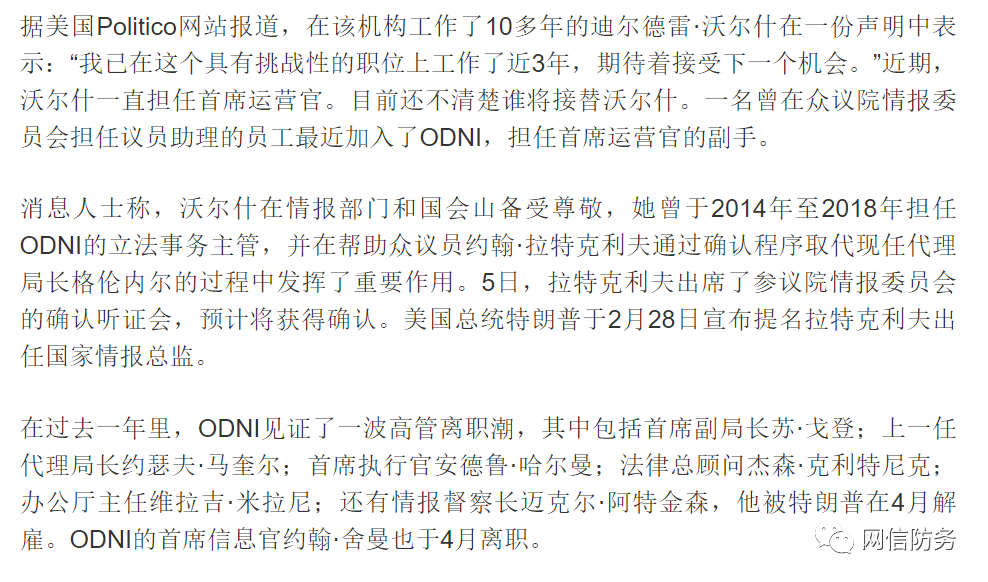 据美国Politico网站报道，在该机构工作了10多年的迪尔德雷·沃尔什在一份声明中表
示：“我已在这个具有挑战性的职位上工作了近3年，期待着接受下一个机会。”近期，
沃尔什一直担任首席运营官。目前还不清楚谁将接替沃尔什。一名曾在众议院情报委
员会担任议员助理的员工最近加入了ODNI，担任首席运营官的副手。
消息人士称，沃尔什在情报部门和国会山备受尊敬，她曾于2014年至2018年担任
ODNI的立法事务主管，并在帮助众议员约翰·拉特克利夫通过确认程序取代现任代理
局长格伦内尔的过程中发挥了重要作用。5日，拉特克利夫出席了参议院情报委员会
的确认听证会，预计将获得确认。美国总统特朗普于2月28日宣布提名拉特克利夫出
任国家情报总监。
在过去一年里，ODNI见证了一波高管离职潮，其中包括首席副局长苏·戈登；上一任
代理局长约瑟夫·马奎尔；首席执行官安德鲁·哈尔曼；法律总顾问杰森·克利特尼克；
办公厅主任维拉吉·米拉尼；还有情报督察长迈克尔·阿特金森，他被特朗普在4月解
雇。ODNI的首席信息官约翰·舍曼也于4月离职。
网信防务